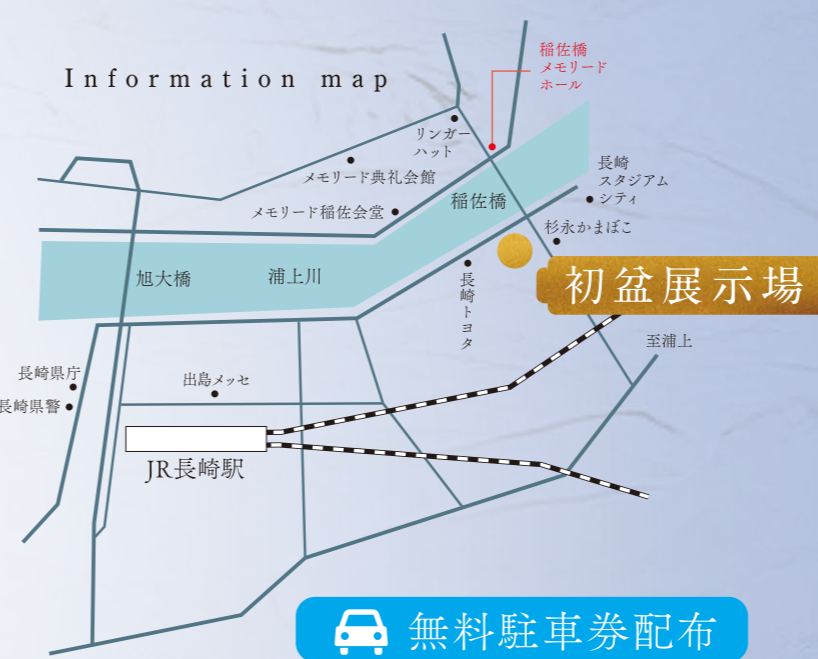 Information map
稲佐橋
メモリード
ホール
リンガー
ハット
メモリード典礼会館
長崎
スタジアム
シティ
メモリード稲佐会堂
稲佐橋
杉永かまぼこ
旭大橋
浦上川
長崎トヨタ
初盆展示場
至浦上
長崎県庁
出島メッセ
長崎県警
JR長崎駅
無料駐車券配布